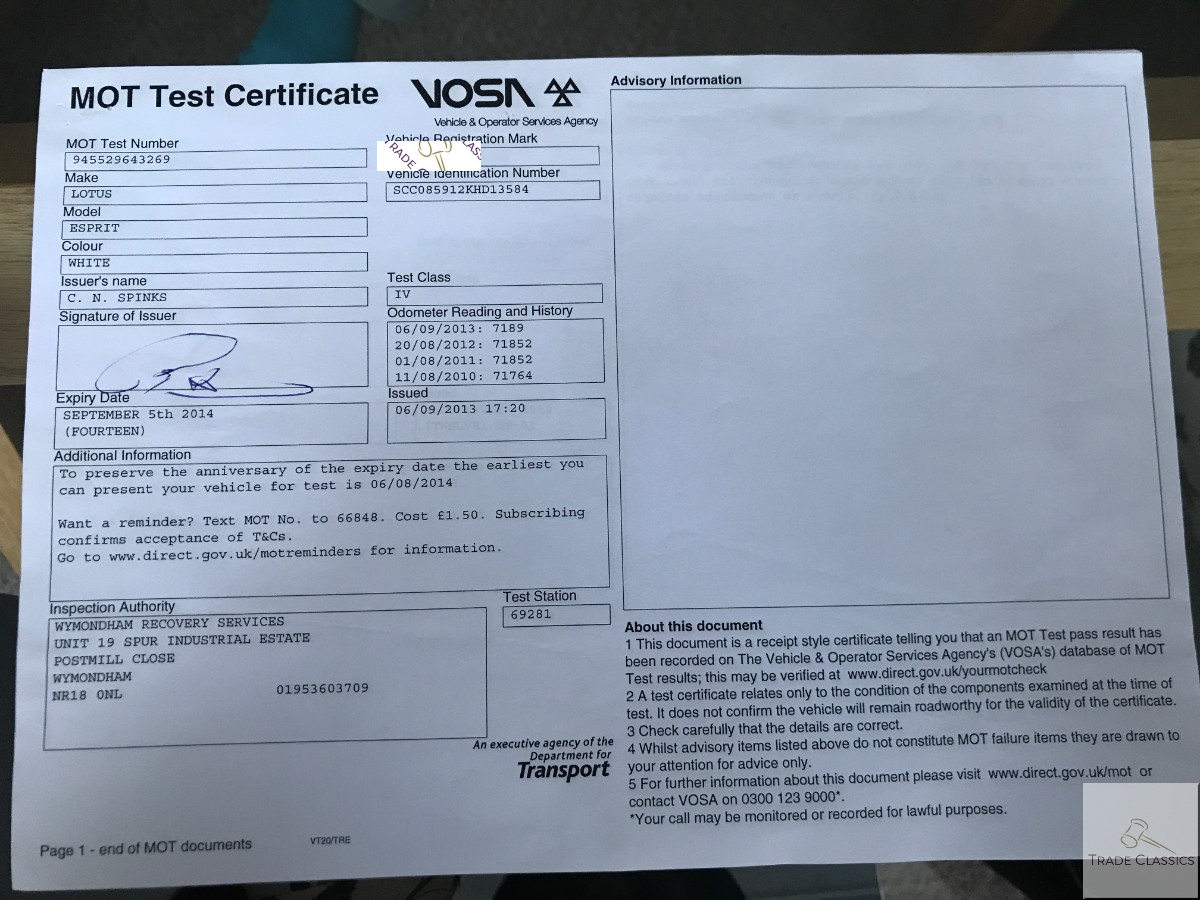 MOT Test Certificate
VOSA
Vehicle & Operator Services Agency
MOT Test Number
945529643269
Make
LOTUS
Model
ESPRIT
Colour
WHITE
Issuer's name
C. N. SPINKS
Signature of Issuer
Expiry Date
SEPTEMBER 5th 2014
(FOURTEEN)
Vehicle Registration Mark
TRADE CLASS
Vehicle Identification Number
SCC085912KHD13584
Test Class
IV
Odometer Reading and History
06/09/2013: 7189
20/08/2012: 71852
01/08/2011: 71852
11/08/2010: 71764
Issued
06/09/2013 17:20
Additional Information
To preserve the anniversary of the expiry date the earliest you
can present your vehicle for test is 06/08/2014
Want a reminder? Text MOT No. to 66848. Cost £1.50. Subscribing
confirms acceptance of T&Cs.
Go to www.direct.gov.uk/motreminders for information.
Inspection Authority
WYMONDHAM RECOVERY SERVICES
UNIT 19 SPUR INDUSTRIAL ESTATE
POSTMILL CLOSE
WYMONDHAM
NR18 0NL 01953603709
Test Station
69281
An executive agency of the
Department for
Transport
Page 1 - end of MOT documents
VT20/TRE
Advisory Information
About this document
1 This document is a receipt style certificate telling you that an MOT Test pass result has
been recorded on The Vehicle & Operator Services Agency's (VOSA's) database of MOT
Test results; this may be verified at www.direct.gov.uk/yourmotcheck
2 A test certificate relates only to the condition of the components examined at the time of
test. It does not confirm the vehicle will remain roadworthy for the validity of the certificate.
3 Check carefully that the details are correct.
4 Whilst advisory items listed above do not constitute MOT failure items they are drawn to
your attention for advice only.
5 For further information about this document please visit www.direct.gov.uk/mot or
contact VOSA on 0300 123 9000*.
*Your call may be monitored or recorded for lawful purposes.
TRADE CLASSICS